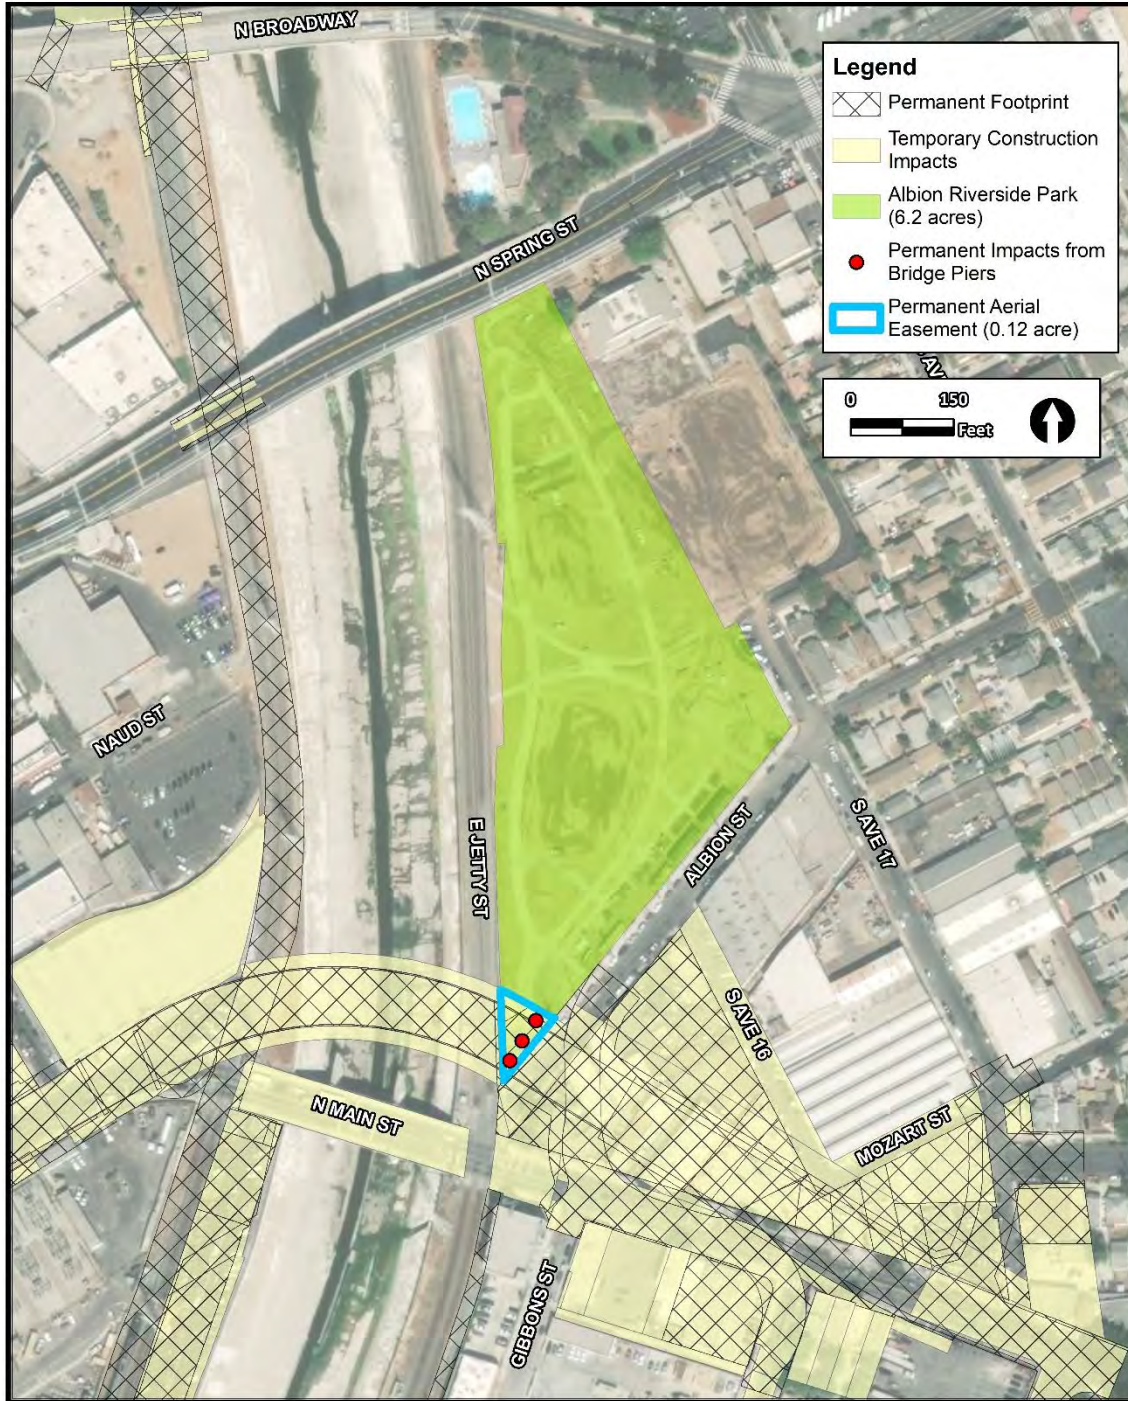 N BROADWAY
Legend
Permanent Footprint
Temporary Construction
Impacts
Albion Riverside Park
(6.2 acres)
Permanent Impacts from
Bridge Piers
Permanent Aerial
Easement (0.12 acre)
N SPRING ST
0 150
Feet
NAUD ST
E JETTY ST
ALBION ST
S AVE 17
S AVE 16
N MAIN ST
MOZART ST
GIBBONS ST